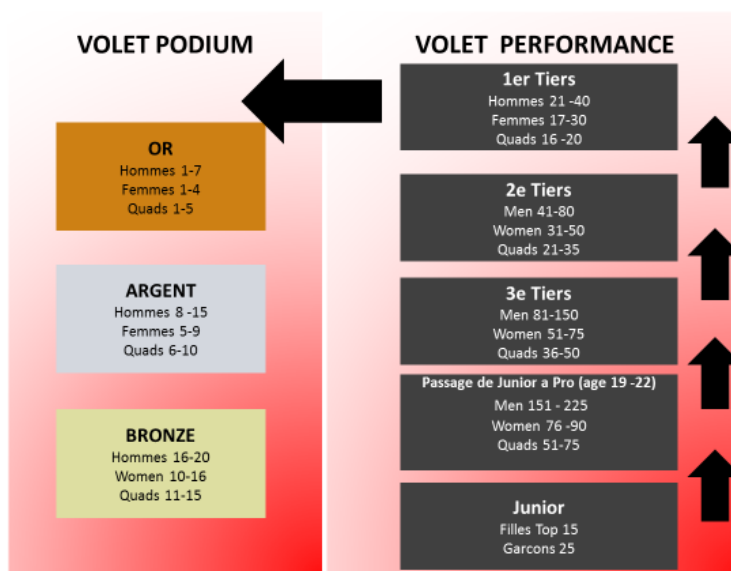 VOLET PODIUM
OR
Hommes 1-7
Femmes 1-4
Quads 1-5
ARGENT
Hommes 8 -15
Femmes 5-9
Quads 6-10
BRONZE
Hommes 16-20
Women 10-16
Quads 11-15
VOLET PERFORMANCE
1er Tiers
Hommes 21 -40
Femmes 17-30
Quads 16 -20
2e Tiers
Men 41-80
Women 31-50
Quads 21-35
3e Tiers
Men 81-150
Women 51-75
Quads 36-50
Passage de Junior a Pro (age 19 -22)
Men 151 - 225
Women 76 -90
Quads 51-75
Junior
Filles Top 15
Garcons 25